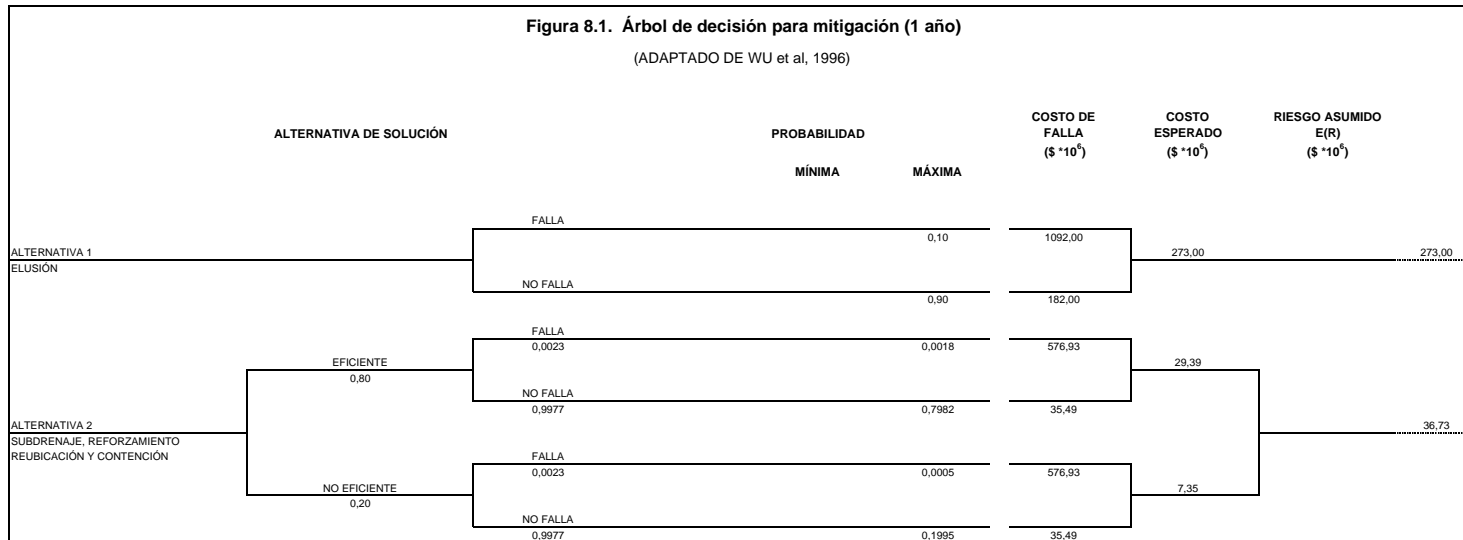 Figura 8.1. Árbol de decisión para mitigación (1 año)
(ADAPTADO DE WU et al, 1996)
ALTERNATIVA DE SOLUCIÓN
PROBABILIDAD
MÍNIMA
MÁXIMA
COSTO DE
FALLA
($ *10⁶)
COSTO
ESPERADO
($ *10⁶)
RIESGO ASUMIDO
E(R)
($ *10⁶)
FALLA
0,10
1092,00
ALTERNATIVA 1
ELUSIÓN
273,00
273,00
NO FALLA
0,90
182,00
FALLA
0,0023
0,0018
576,93
EFICIENTE
0,80
29,39
NO FALLA
0,9977
0,7982
35,49
ALTERNATIVA 2
SUBDRENAJE, REFORZAMIENTO
REUBICACIÓN Y CONTENCIÓN
36,73
FALLA
0,0023
0,0005
576,93
NO EFICIENTE
0,20
7,35
NO FALLA
0,9977
0,1995
35,49